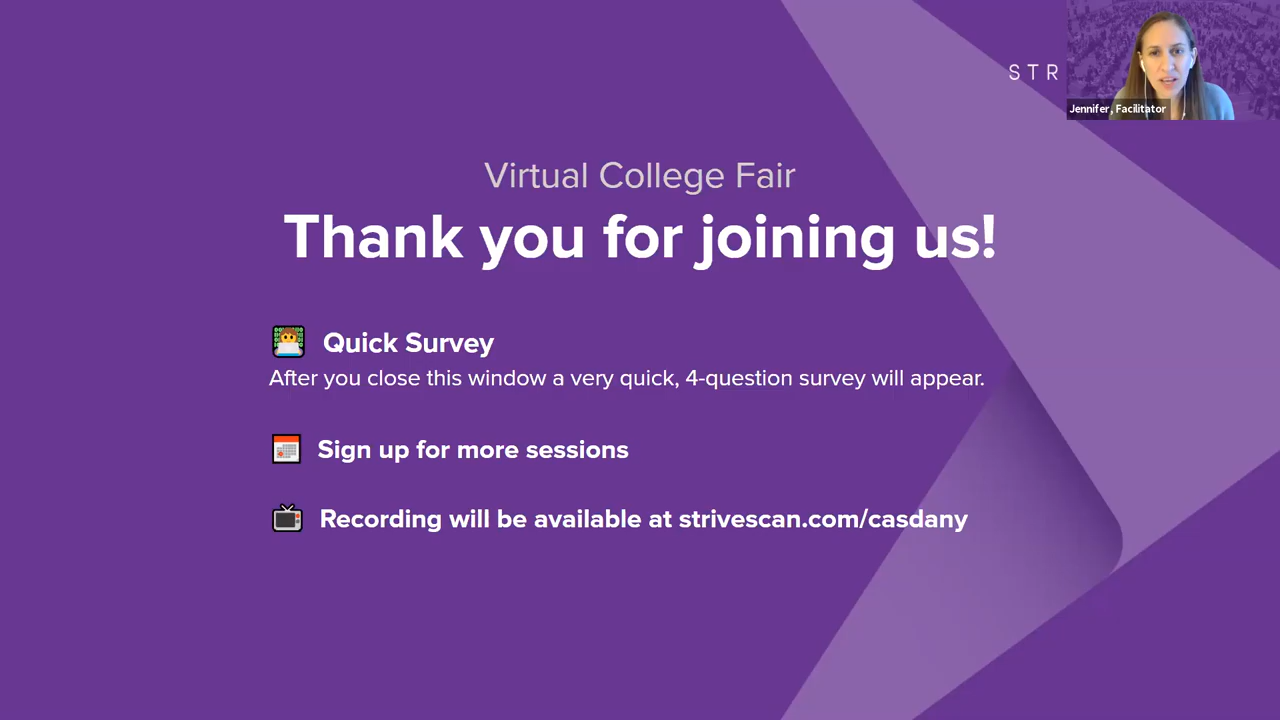 STR
Jennifer, Facilitator
Virtual College Fair
Thank you for joining us!
Quick Survey
After you close this window a very quick, 4-question survey will appear.
Sign up for more sessions
Recording will be available at strivescan.com/casdany